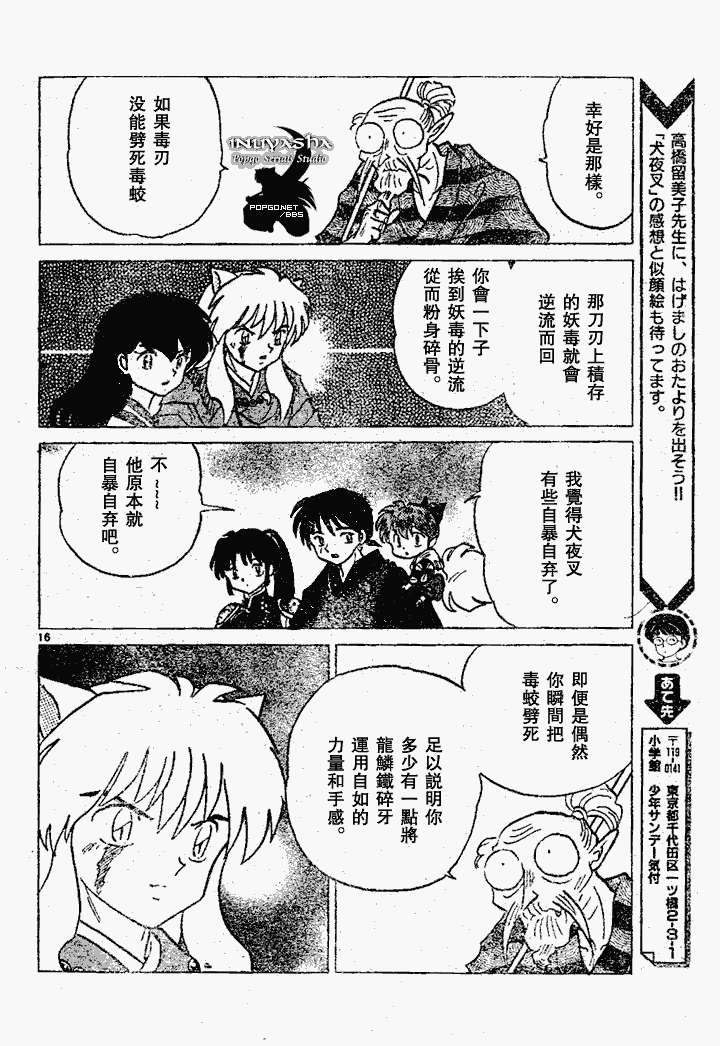 幸好是那樣。
如果毒刃
没能劈死毒蛟
INUYASHA
Popgo Serials Studio
POPGO.NET
/BBS
那刀刃上積存
的妖毒就會
逆流而回
你會一下子
挨到妖毒的逆流
從而粉身碎骨。
我覺得犬夜叉
有些自暴自弃了。
不~~~
他原本就
自暴自弃吧。
16
即便是偶然
你瞬間把
毒蛟劈死
足以説明你
多少有一點將
龍鱗鐵碎牙
運用自如的
力量和手感。
高橋留美子先生に、はげましのおたよりを出そう!!
「犬夜叉」の感想と似顔絵も待ってます。
あて先
〒119-0141 東京都千代田区一ツ橋2-3-1
小学館 少年サンデー気付